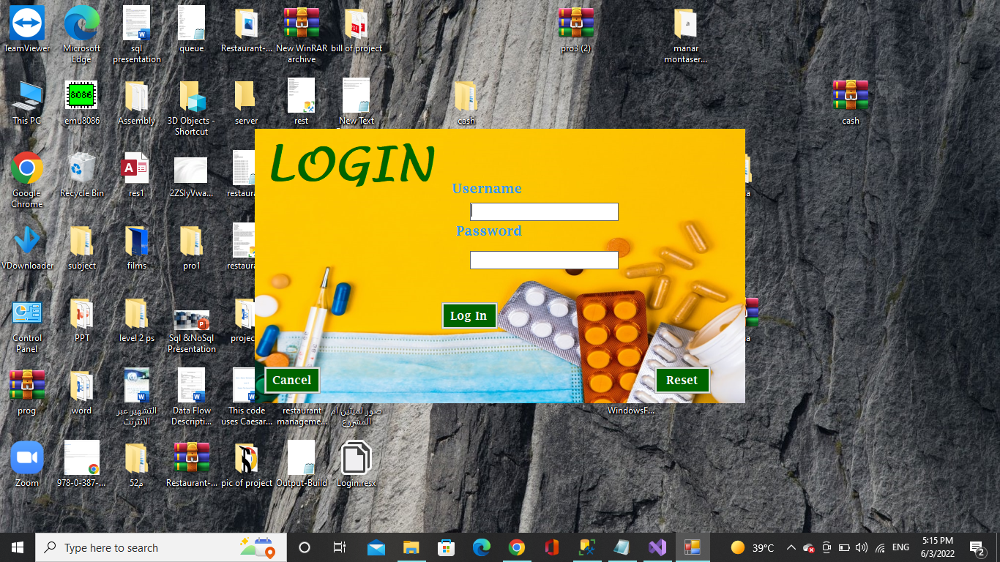 TeamViewer
Microsoft
Edge
sql
presentation
queue
Restaurant-...
New WinRAR
archive
bill of project
pro3 (2)
manar
montaser...
This PC
8086
emu8086
Assembly
3D Objects -
Shortcut
server
rest
New Text
cash
cash
Google
Chrome
Recycle Bin
res1
2ZSlyVwa...
restaura
a
VDownloader
subject
films
pro1
restaura
Control
Panel
PPT
level 2 ps
Sql &NoSql
Presentation
projec
a
LOGIN
Username
Password
Log In
Cancel
Reset
prog
word
التشهير عبر
الانترنت
Data Flow
Descripti...
This code
uses Caesar...
restaurant
manageme...
صور لميتين ام
المشروع
WindowsF...
Zoom
978-0-387-...
م52
Restaurant-...
pic of project
Output-Build
Login.resx
Type here to search
39°C
ENG
5:15 PM
6/3/2022
2